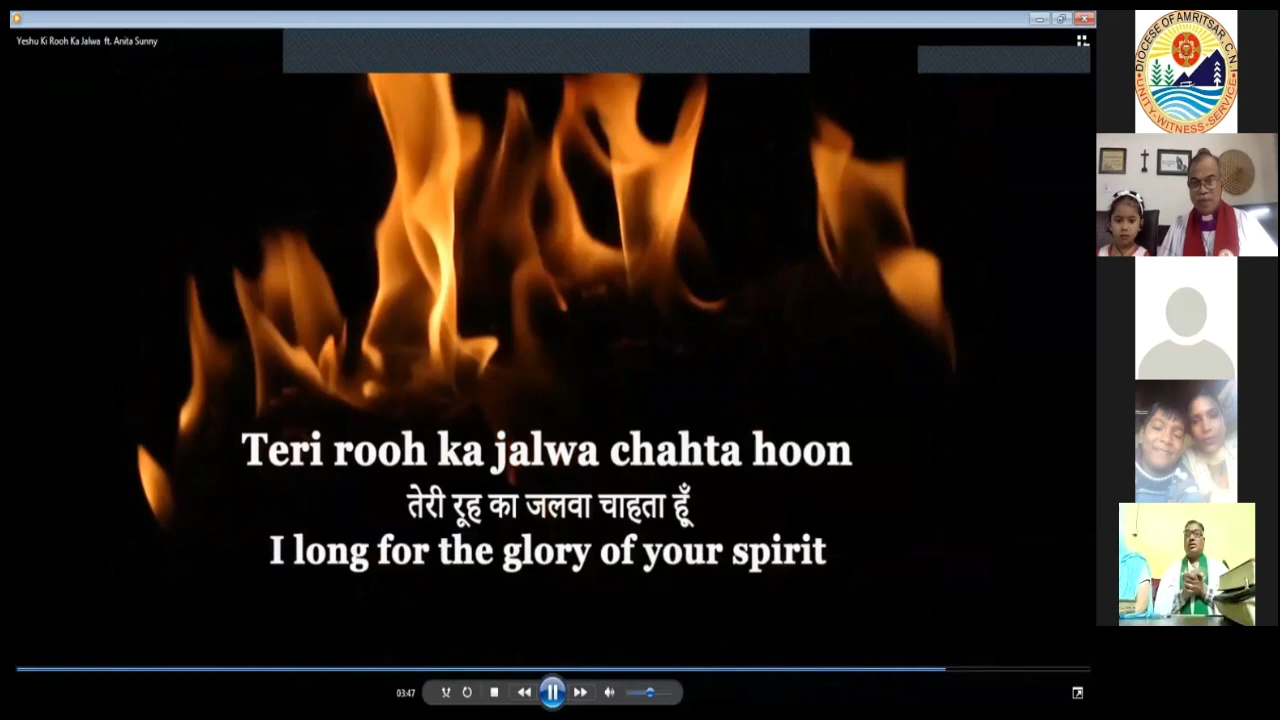 Yeshu Ki Rooh Ka Jalwa ft. Anita Sunny
Teri rooh ka jalwa chahta hoon
तेरी रूह का जलवा चाहता हूँ
I long for the glory of your spirit
03:47
DIOCESE OF AMRITSAR, C.N.I.
UNITY-WITNESS-SERVICE